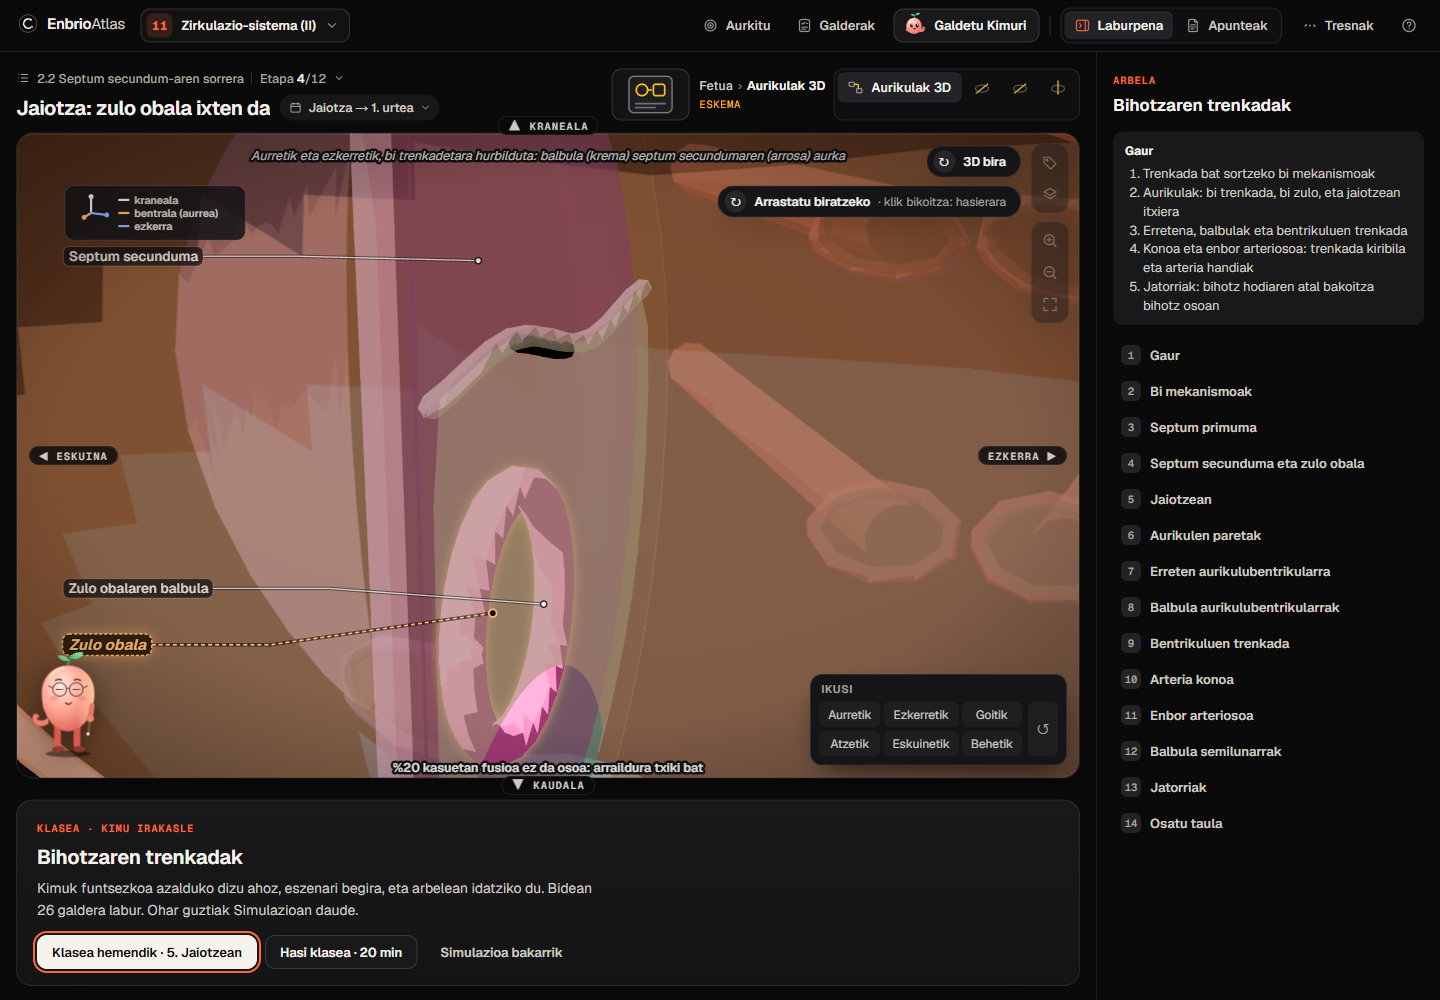 EnbrioAtlas
11 Zirkulazio-sistema (II)
Aurkitu
Galderak
Galdetu Kimuri
Laburpena
Apunteak
Tresnak
2.2 Septum secundum-aren sorrera
Etapa 4/12
Jaiotza: zulo obala ixten da
Jaiotza → 1. urtea
Fetua › Aurikulak 3D
ESKEMA
Aurikulak 3D
▲ KRANEALA
Aurretik eta ezkerretik, bi trenkadetara hurbilduta: balbula (krema) septum secundumaren (arrosa) aurka
3D bira
Arrastatu biratzeko · klik bikoitza: hasierara
kraneala
bentrala (aurrea)
ezkerra
Septum secunduma
◀ ESKUINA
EZKERRA ▶
Zulo obalaren balbula
Zulo obala
IKUSI
Aurretik
Ezkerretik
Goitik
Atzetik
Eskuinetik
Behetik
%20 kasuetan fusioa ez da osoa: arraildura txiki bat
▼ KAUDALA
KLASEA · KIMU IRAKASLE
Bihotzaren trenkadak
Kimuk funtsezkoa azalduko dizu ahoz, eszenari begira, eta arbelean idatziko du. Bidean
26 galdera labur. Ohar guztiak Simulazioan daude.
Klasea hemendik · 5. Jaiotzean
Hasi klasea · 20 min
Simulazioa bakarrik
ARBELA
Bihotzaren trenkadak
Gaur
1. Trenkada bat sortzeko bi mekanismoak
2. Aurikulak: bi trenkada, bi zulo, eta jaiotzean
itxiera
3. Erretena, balbulak eta bentrikuluen trenkada
4. Konoa eta enbor arteriosoa: trenkada kiribila
eta arteria handiak
5. Jatorriak: bihotz hodiaren atal bakoitza
bihotz osoan
1 Gaur
2 Bi mekanismoak
3 Septum primuma
4 Septum secunduma eta zulo obala
5 Jaiotzean
6 Aurikulen paretak
7 Erreten aurikulubentrikularra
8 Balbula aurikulubentrikularrak
9 Bentrikuluen trenkada
10 Arteria konoa
11 Enbor arteriosoa
12 Balbula semilunarrak
13 Jatorriak
14 Osatu taula